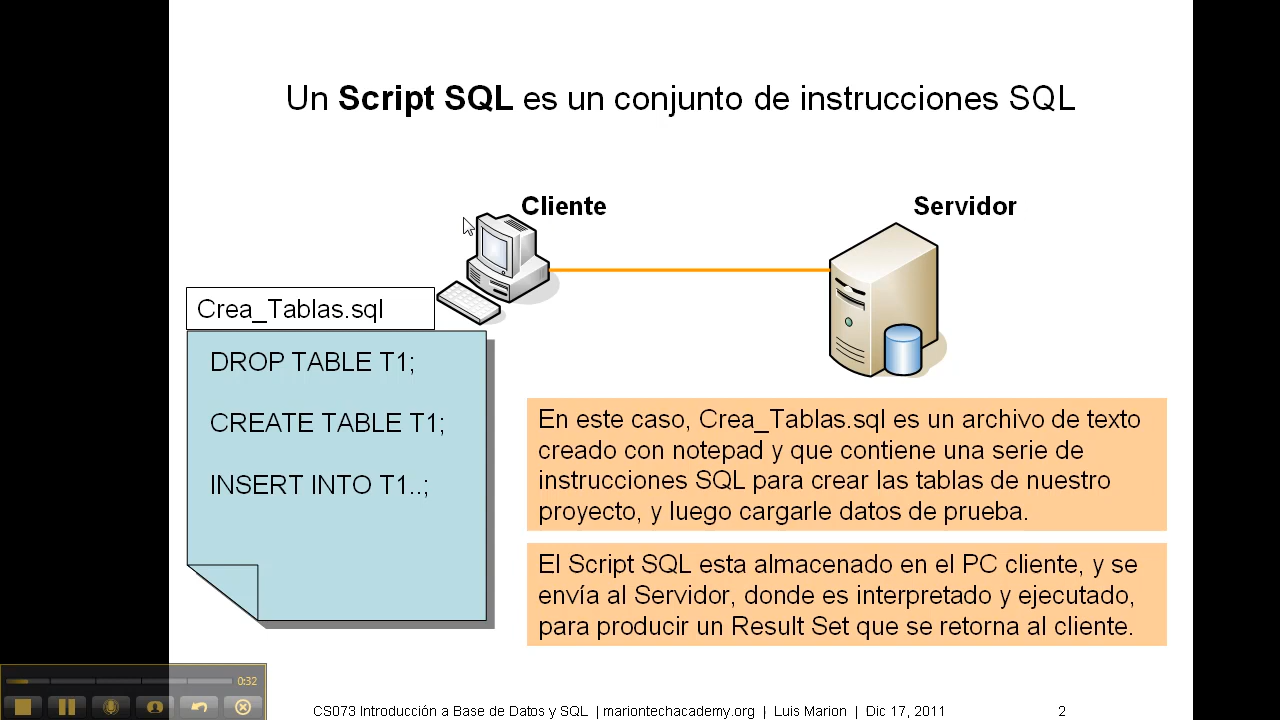 Un Script SQL es un conjunto de instrucciones SQL
Cliente
Servidor
Crea_Tablas.sql
DROP TABLE T1;
CREATE TABLE T1;
INSERT INTO T1..;
En este caso, Crea_Tablas.sql es un archivo de texto
creado con notepad y que contiene una serie de
instrucciones SQL para crear las tablas de nuestro
proyecto, y luego cargarle datos de prueba.
El Script SQL esta almacenado en el PC cliente, y se
envía al Servidor, donde es interpretado y ejecutado,
para producir un Result Set que se retorna al cliente.
0:32
CS073 Introducción a Base de Datos y SQL | mariontechacademy.org | Luis Marion | Dic 17, 2011 2